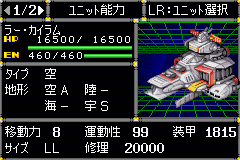 ◀1/2▶ ユニット能力 LR:ユニット選択
ラー・カイラム
HP 16500/16500
EN 460/460
タイプ 空
地形 空A 陸-
海- 宇S
移動力 8 運動性 99 装甲 1815
サイズ LL 修理 20000